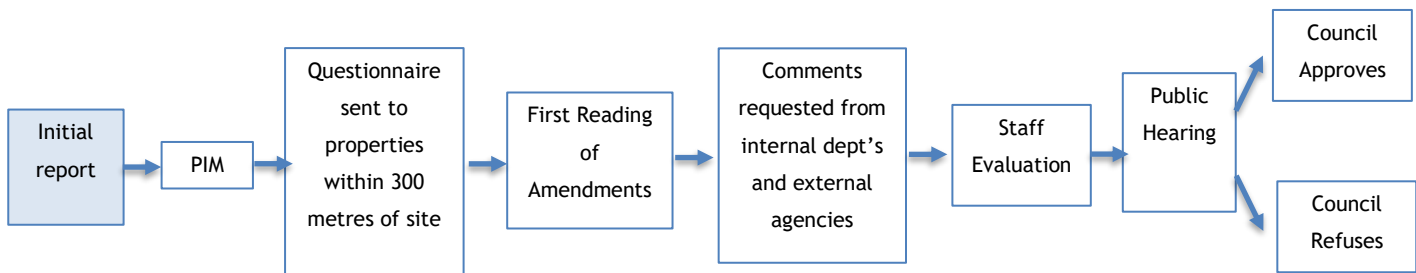 Initial
report
PIM
Questionnaire
sent to
properties
within 300
metres of site
First Reading
of
Amendments
Comments
requested from
internal dept’s
and external
agencies
Staff
Evaluation
Public
Hearing
Council
Approves
Council
Refuses